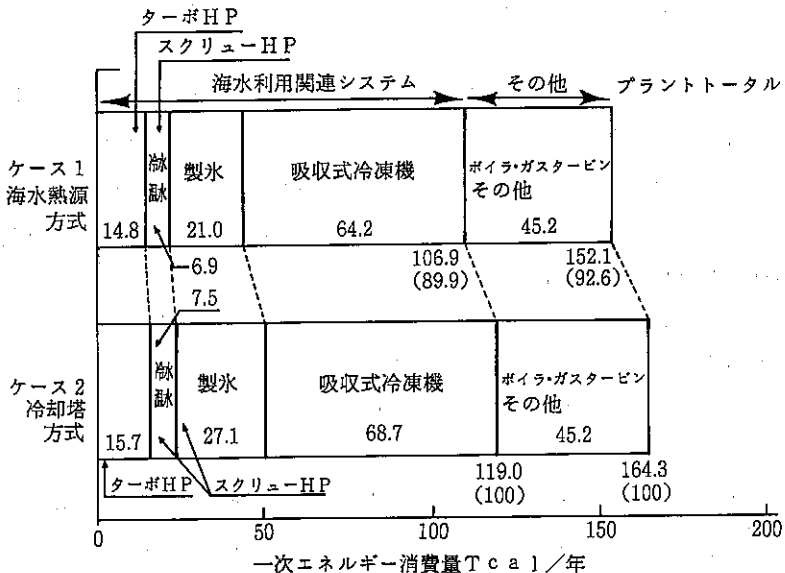 ターボHP
スクリューHP
海水利用関連システム
その他
プラントトータル
ケース1
海水熱源
方式
14.8
冷水
温水
製氷
21.0
吸収式冷凍機
64.2
ボイラ・ガスタービン
その他
45.2
6.9
106.9
(89.9)
152.1
(92.6)
7.5
ケース2
冷却塔
方式
15.7
冷水
温水
製氷
27.1
吸収式冷凍機
68.7
ボイラ・ガスタービン
その他
45.2
ターボHP
スクリューHP
119.0
(100)
164.3
(100)
0
50
100
150
200
一次エネルギー消費量Tcal/年